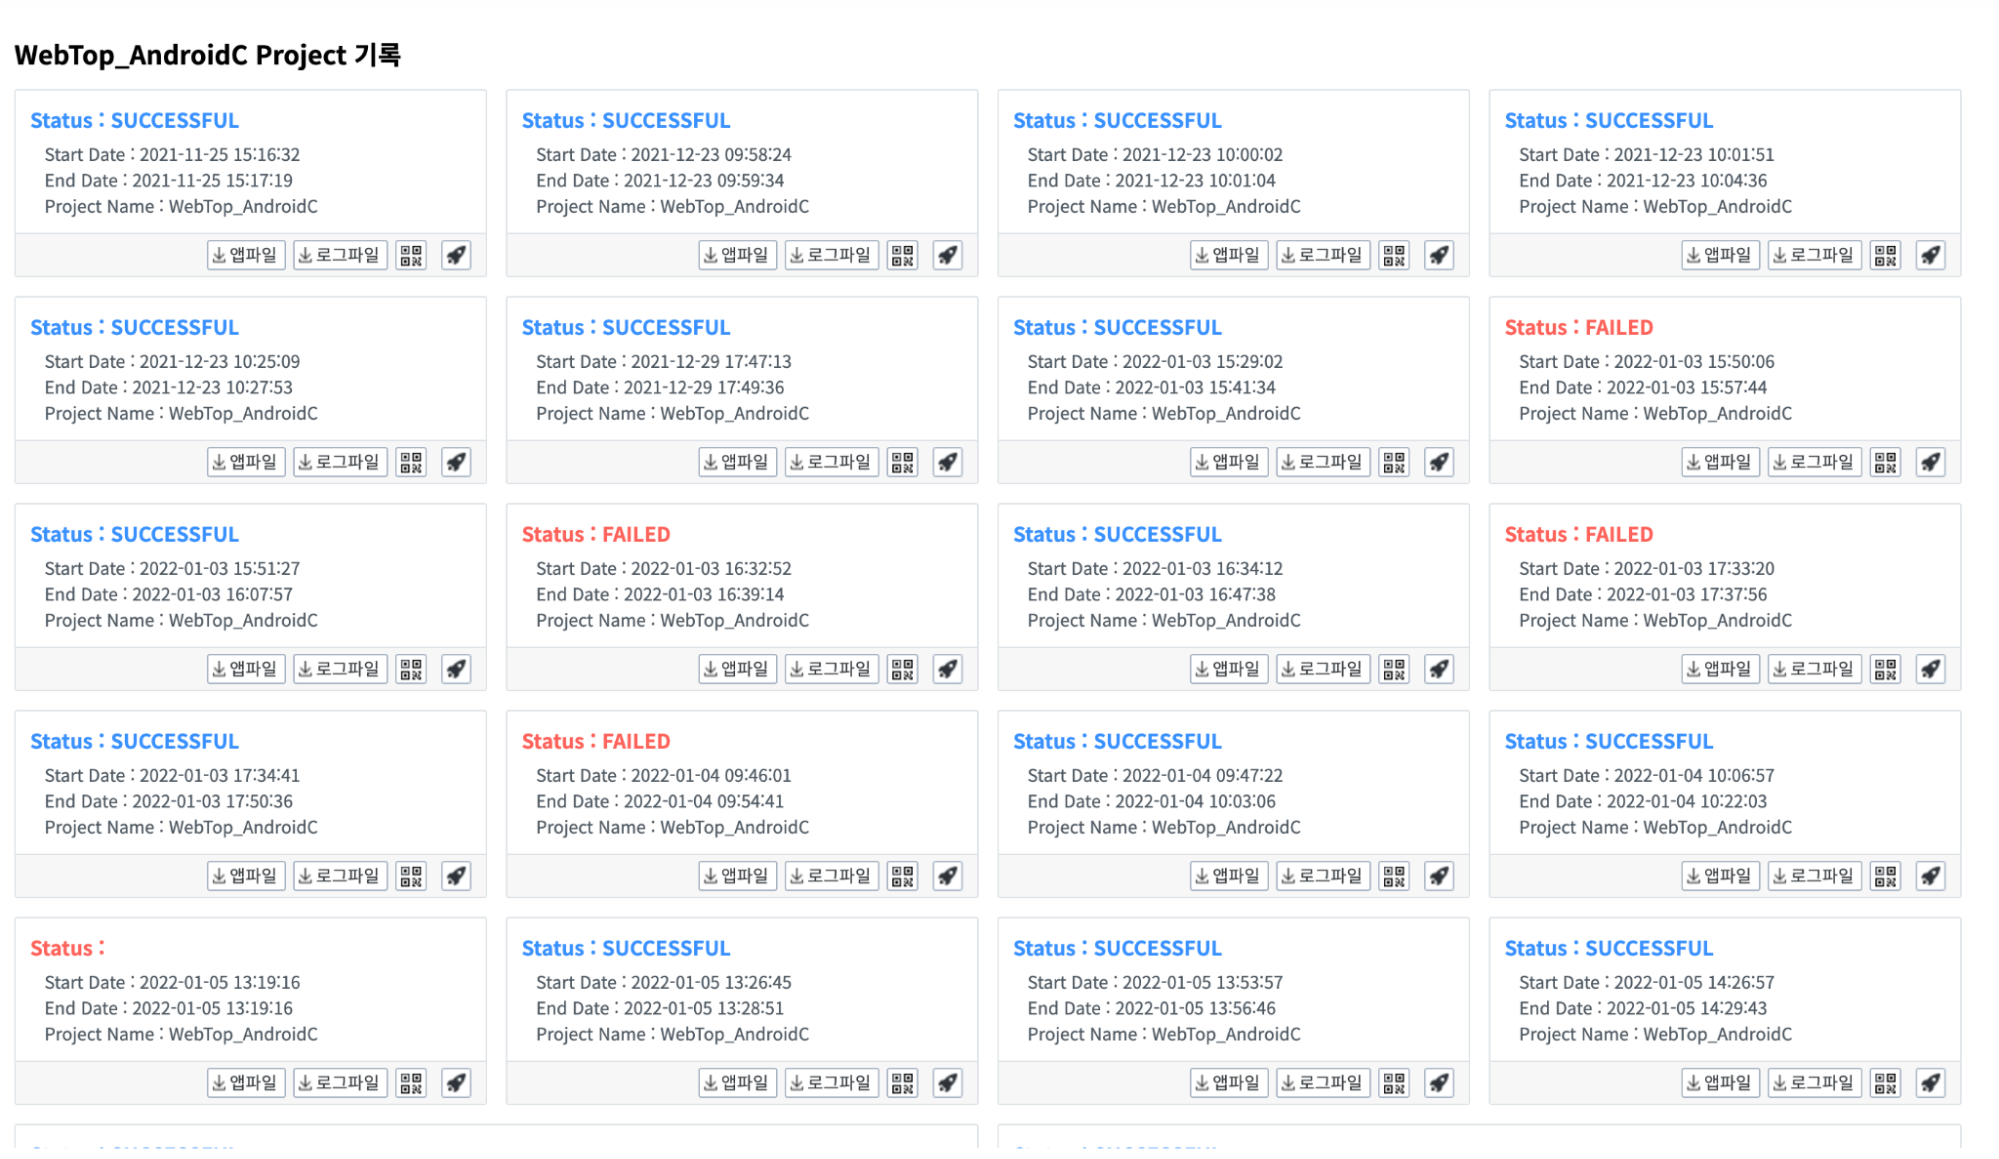 WebTop_AndroidC Project 기록
Status : SUCCESSFUL
Start Date : 2021-11-25 15:16:32
End Date : 2021-11-25 15:17:19
Project Name : WebTop_AndroidC
앱파일 로그파일
Status : SUCCESSFUL
Start Date : 2021-12-23 09:58:24
End Date : 2021-12-23 09:59:34
Project Name : WebTop_AndroidC
앱파일 로그파일
Status : SUCCESSFUL
Start Date : 2021-12-23 10:00:02
End Date : 2021-12-23 10:01:04
Project Name : WebTop_AndroidC
앱파일 로그파일
Status : SUCCESSFUL
Start Date : 2021-12-23 10:01:51
End Date : 2021-12-23 10:04:36
Project Name : WebTop_AndroidC
앱파일 로그파일
Status : SUCCESSFUL
Start Date : 2021-12-23 10:25:09
End Date : 2021-12-23 10:27:53
Project Name : WebTop_AndroidC
앱파일 로그파일
Status : SUCCESSFUL
Start Date : 2021-12-29 17:47:13
End Date : 2021-12-29 17:49:36
Project Name : WebTop_AndroidC
앱파일 로그파일
Status : SUCCESSFUL
Start Date : 2022-01-03 15:29:02
End Date : 2022-01-03 15:41:34
Project Name : WebTop_AndroidC
앱파일 로그파일
Status : FAILED
Start Date : 2022-01-03 15:50:06
End Date : 2022-01-03 15:57:44
Project Name : WebTop_AndroidC
앱파일 로그파일
Status : SUCCESSFUL
Start Date : 2022-01-03 15:51:27
End Date : 2022-01-03 16:07:57
Project Name : WebTop_AndroidC
앱파일 로그파일
Status : FAILED
Start Date : 2022-01-03 16:32:52
End Date : 2022-01-03 16:39:14
Project Name : WebTop_AndroidC
앱파일 로그파일
Status : SUCCESSFUL
Start Date : 2022-01-03 16:34:12
End Date : 2022-01-03 16:47:38
Project Name : WebTop_AndroidC
앱파일 로그파일
Status : FAILED
Start Date : 2022-01-03 17:33:20
End Date : 2022-01-03 17:37:56
Project Name : WebTop_AndroidC
앱파일 로그파일
Status : SUCCESSFUL
Start Date : 2022-01-03 17:34:41
End Date : 2022-01-03 17:50:36
Project Name : WebTop_AndroidC
앱파일 로그파일
Status : FAILED
Start Date : 2022-01-04 09:46:01
End Date : 2022-01-04 09:54:41
Project Name : WebTop_AndroidC
앱파일 로그파일
Status : SUCCESSFUL
Start Date : 2022-01-04 09:47:22
End Date : 2022-01-04 10:03:06
Project Name : WebTop_AndroidC
앱파일 로그파일
Status : SUCCESSFUL
Start Date : 2022-01-04 10:06:57
End Date : 2022-01-04 10:22:03
Project Name : WebTop_AndroidC
앱파일 로그파일
Status :
Start Date : 2022-01-05 13:19:16
End Date : 2022-01-05 13:19:16
Project Name : WebTop_AndroidC
앱파일 로그파일
Status : SUCCESSFUL
Start Date : 2022-01-05 13:26:45
End Date : 2022-01-05 13:28:51
Project Name : WebTop_AndroidC
앱파일 로그파일
Status : SUCCESSFUL
Start Date : 2022-01-05 13:53:57
End Date : 2022-01-05 13:56:46
Project Name : WebTop_AndroidC
앱파일 로그파일
Status : SUCCESSFUL
Start Date : 2022-01-05 14:26:57
End Date : 2022-01-05 14:29:43
Project Name : WebTop_AndroidC
앱파일 로그파일